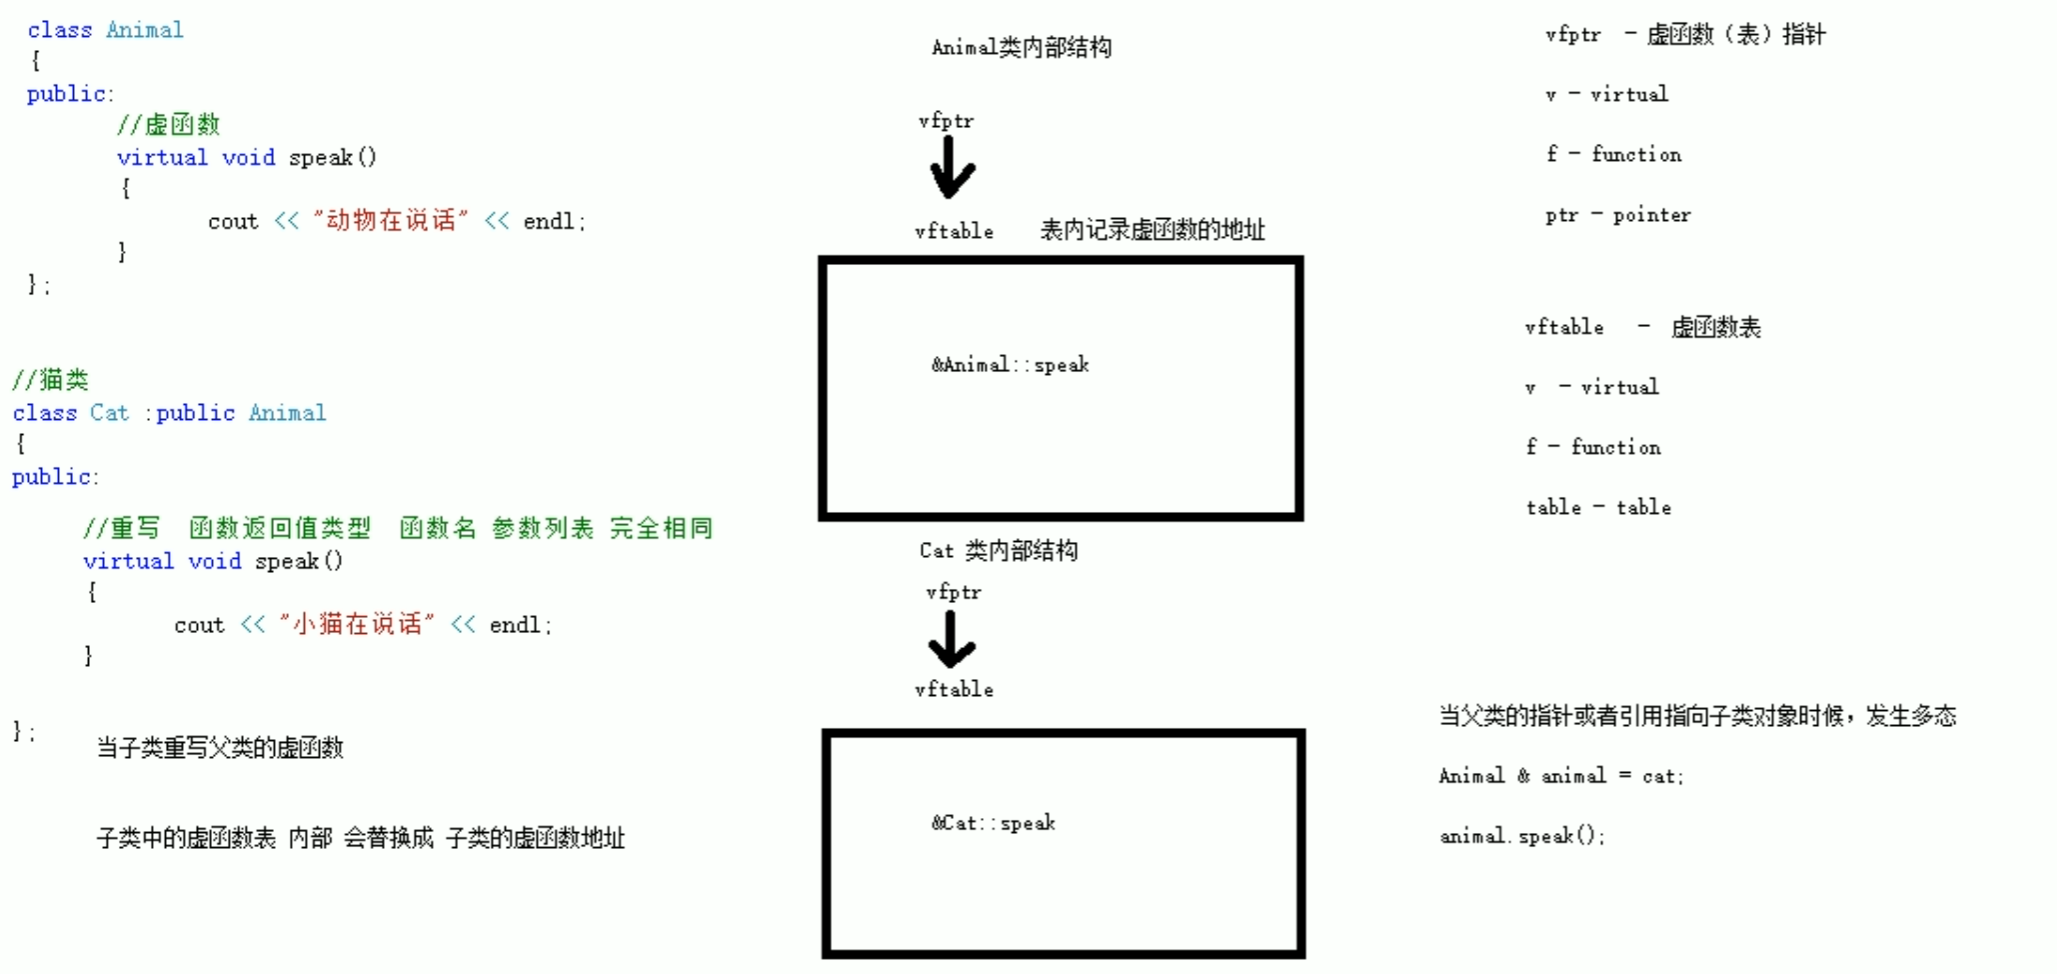 class Animal
{
public:
//虚函数
virtual void speak()
{
cout << "动物在说话" << endl;
}
};
//猫类
class Cat :public Animal
{
public:
//重写 函数返回值类型 函数名 参数列表 完全相同
virtual void speak()
{
cout << "小猫在说话" << endl;
}
};
当子类重写父类的虚函数
子类中的虚函数表 内部 会替换成 子类的虚函数地址
Animal类内部结构
vfptr
vftable 表内记录虚函数的地址
&Animal::speak
Cat 类内部结构
vfptr
vftable
&Cat::speak
vfptr - 虚函数（表）指针
v - virtual
f - function
ptr - pointer
vftable - 虚函数表
v - virtual
f - function
table - table
当父类的指针或者引用指向子类对象时候，发生多态
Animal & animal = cat;
animal.speak();